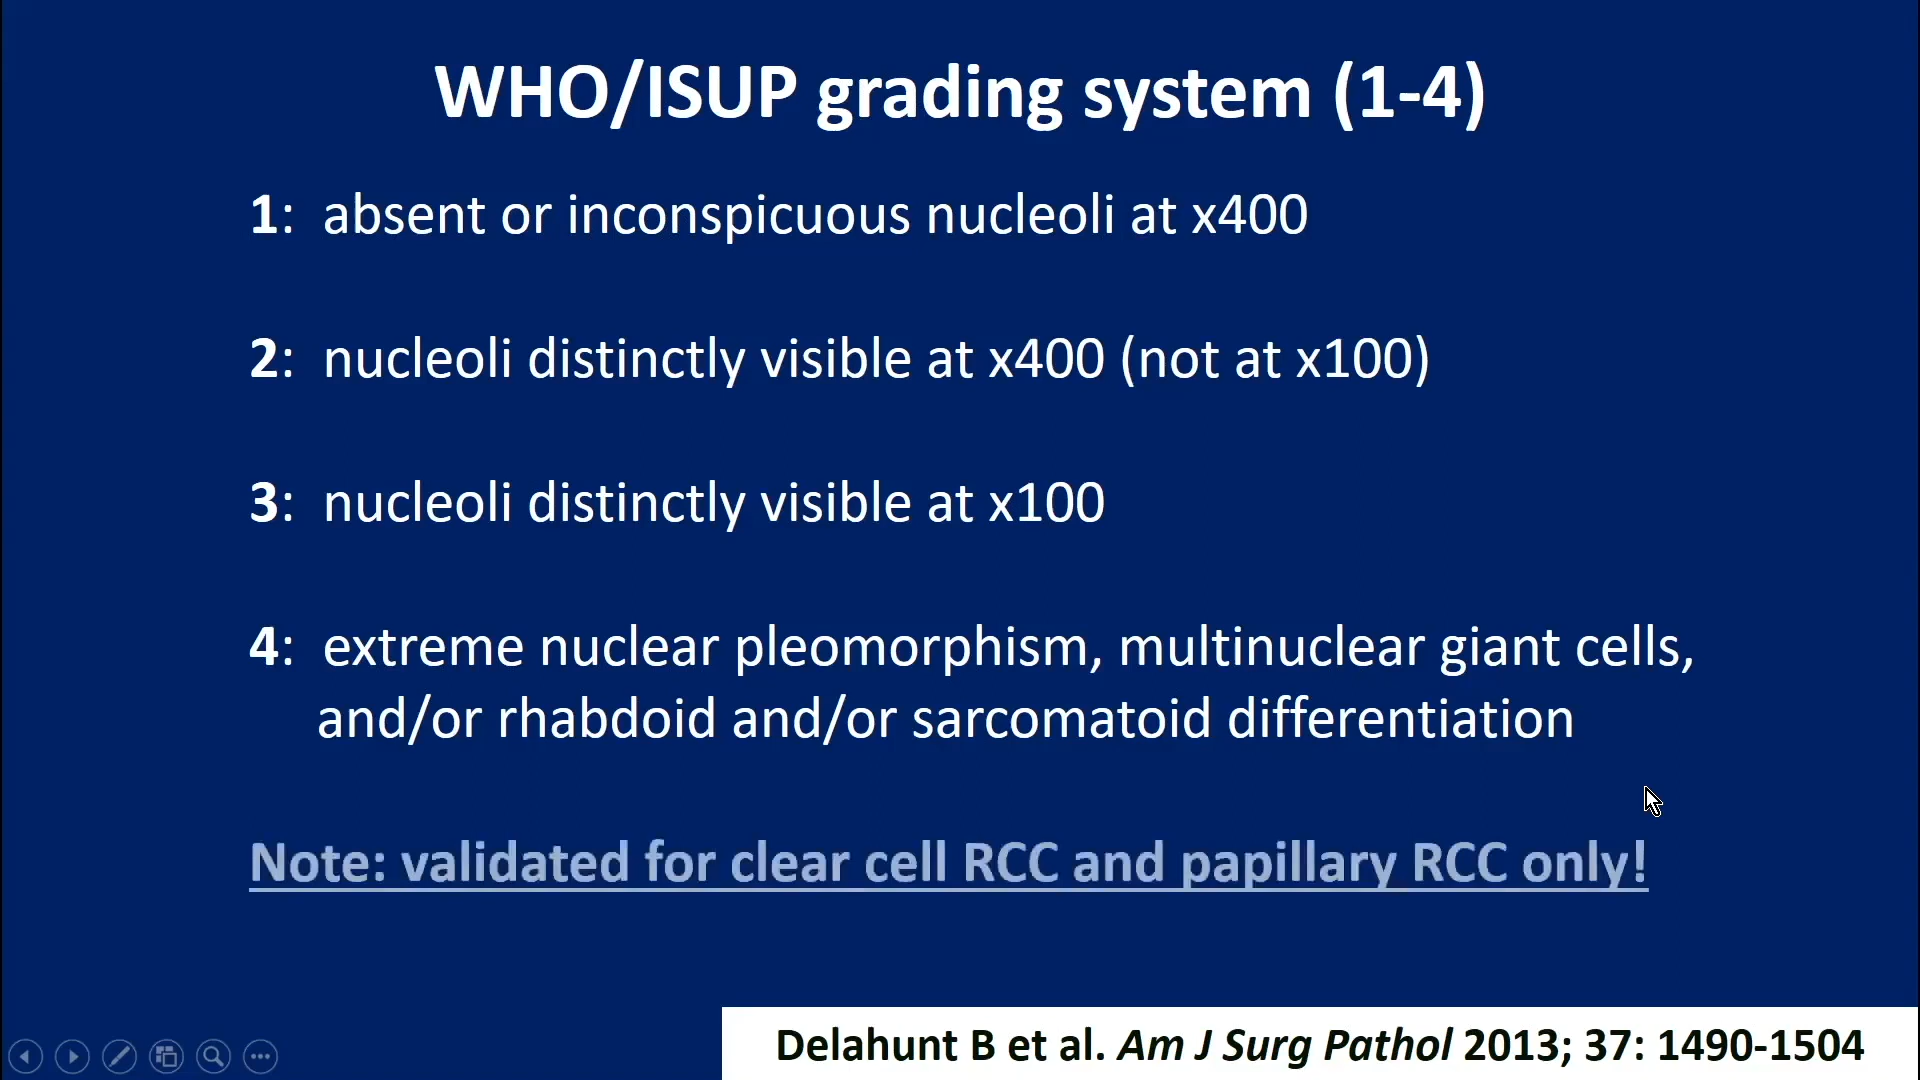 WHO/ISUP grading system (1-4)
1: absent or inconspicuous nucleoli at x400
2: nucleoli distinctly visible at x400 (not at x100)
3: nucleoli distinctly visible at x100
4: extreme nuclear pleomorphism, multinuclear giant cells,
and/or rhabdoid and/or sarcomatoid differentiation
Note: validated for clear cell RCC and papillary RCC only!
Delahunt B et al. Am J Surg Pathol 2013; 37: 1490-1504